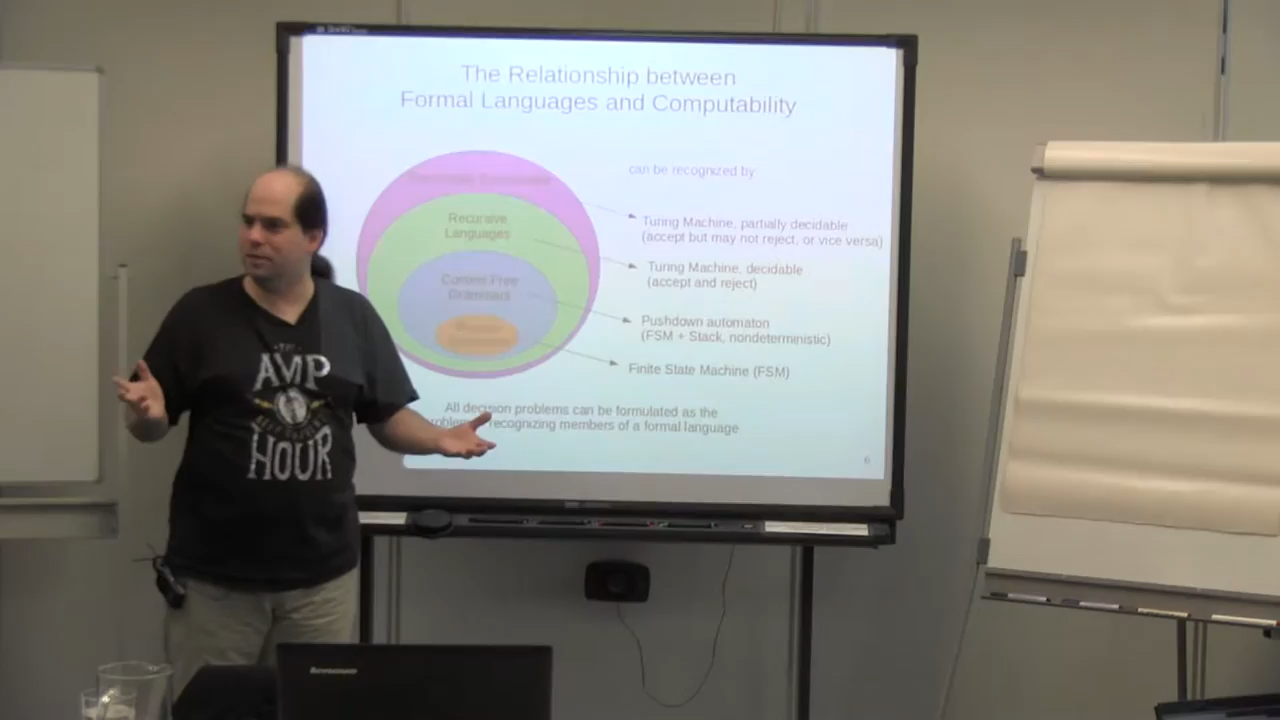 The Relationship between
Formal Languages and Computability
can be recognized by
Recursive
Languages
Turing Machine, partially decidable
(accept but may not reject, or vice versa)
Turing Machine, decidable
(accept and reject)
Context Free
Grammars
Pushdown automaton
(FSM + Stack, nondeterministic)
Finite State Machine (FSM)
All decision problems can be formulated as the
recognizing members of a formal language
6
THE
AMP
HOUR
lenovo